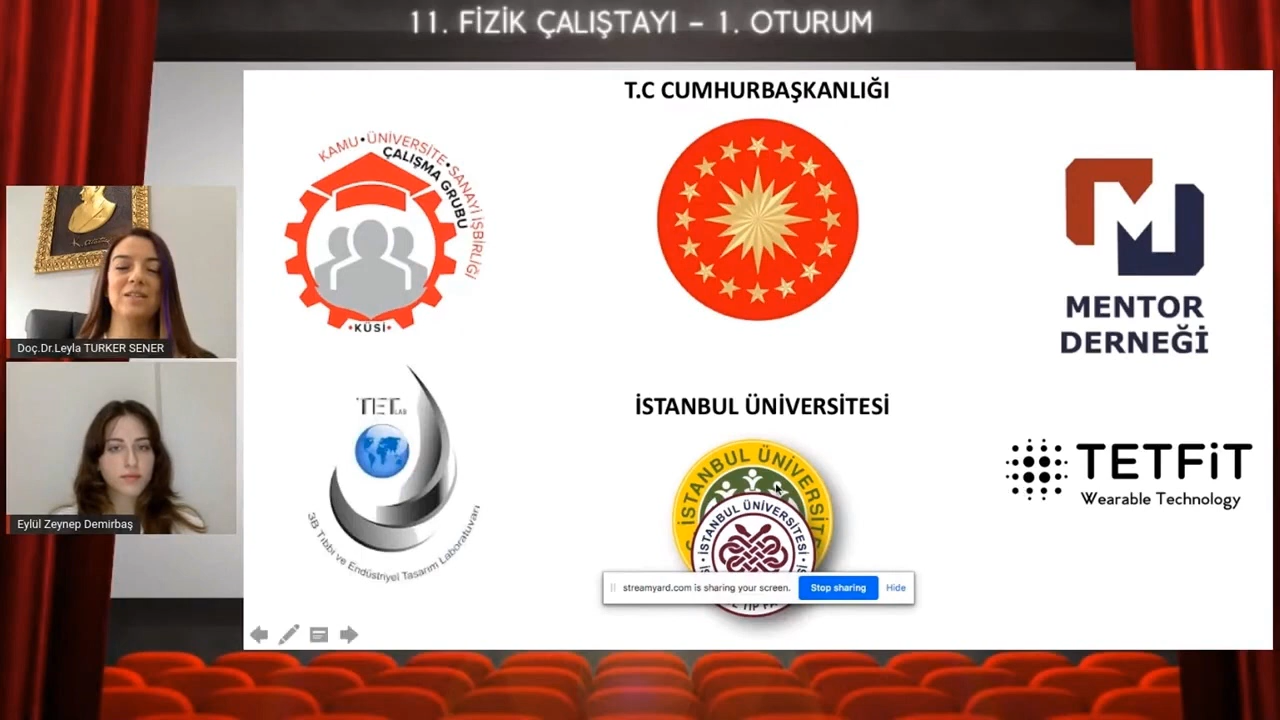 11. FİZİK ÇALIŞTAYI – 1. OTURUM
T.C CUMHURBAŞKANLIĞI
KAMU•ÜNİVERSİTE•SANAYİ İŞBİRLİĞİ
ÇALIŞMA GRUBU
•KÜSİ•
MENTOR
DERNEĞİ
Doç.Dr.Leyla TURKER SENER
TET LAB
3B Tıbbi ve Endüstriyel Tasarım Laboratuvarı
İSTANBUL ÜNİVERSİTESİ
İSTANBUL ÜNİVERSİTE
İSTANBUL ÜNİVERSİTESİ
TIP
TETFİT
Wearable Technology
Eylül Zeynep Demirbaş
streamyard.com is sharing your screen.
Stop sharing
Hide